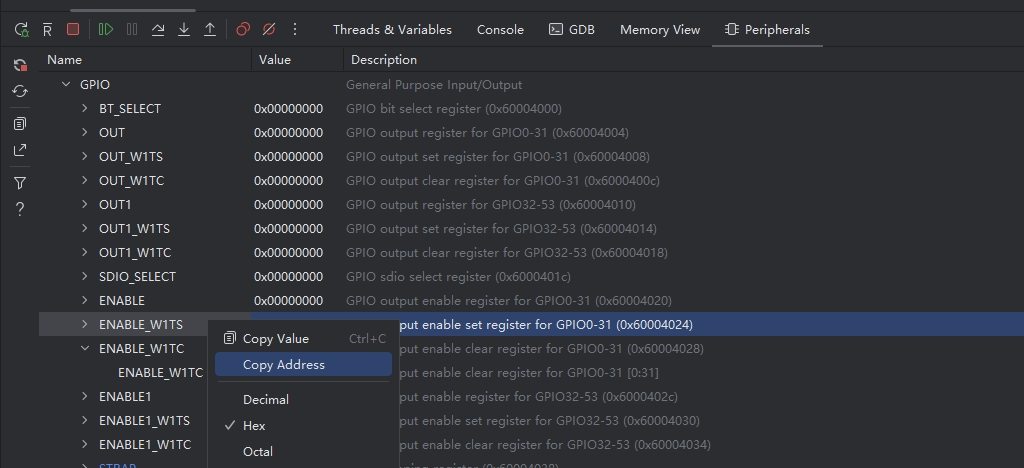 Threads & Variables Console GDB Memory View Peripherals
Name Value Description
GPIO General Purpose Input/Output
BT_SELECT 0x00000000 GPIO bit select register (0x60004000)
OUT 0x00000000 GPIO output register for GPIO0-31 (0x60004004)
OUT_W1TS 0x00000000 GPIO output set register for GPIO0-31 (0x60004008)
OUT_W1TC 0x00000000 GPIO output clear register for GPIO0-31 (0x6000400c)
OUT1 0x00000000 GPIO output register for GPIO32-53 (0x60004010)
OUT1_W1TS 0x00000000 GPIO output set register for GPIO32-53 (0x60004014)
OUT1_W1TC 0x00000000 GPIO output clear register for GPIO32-53 (0x60004018)
SDIO_SELECT 0x00000000 GPIO sdio select register (0x6000401c)
ENABLE 0x00000000 GPIO output enable register for GPIO0-31 (0x60004020)
ENABLE_W1TS put enable set register for GPIO0-31 (0x60004024)
Copy Value Ctrl+C
ENABLE_W1TC put enable clear register for GPIO0-31 (0x60004028)
Copy Address
ENABLE_W1TC put enable clear register for GPIO0-31 [0:31]
ENABLE1 put enable register for GPIO32-53 (0x6000402c)
Decimal
ENABLE1_W1TS put enable set register for GPIO32-53 (0x60004030)
Hex
ENABLE1_W1TC put enable clear register for GPIO32-53 (0x60004034)
Octal